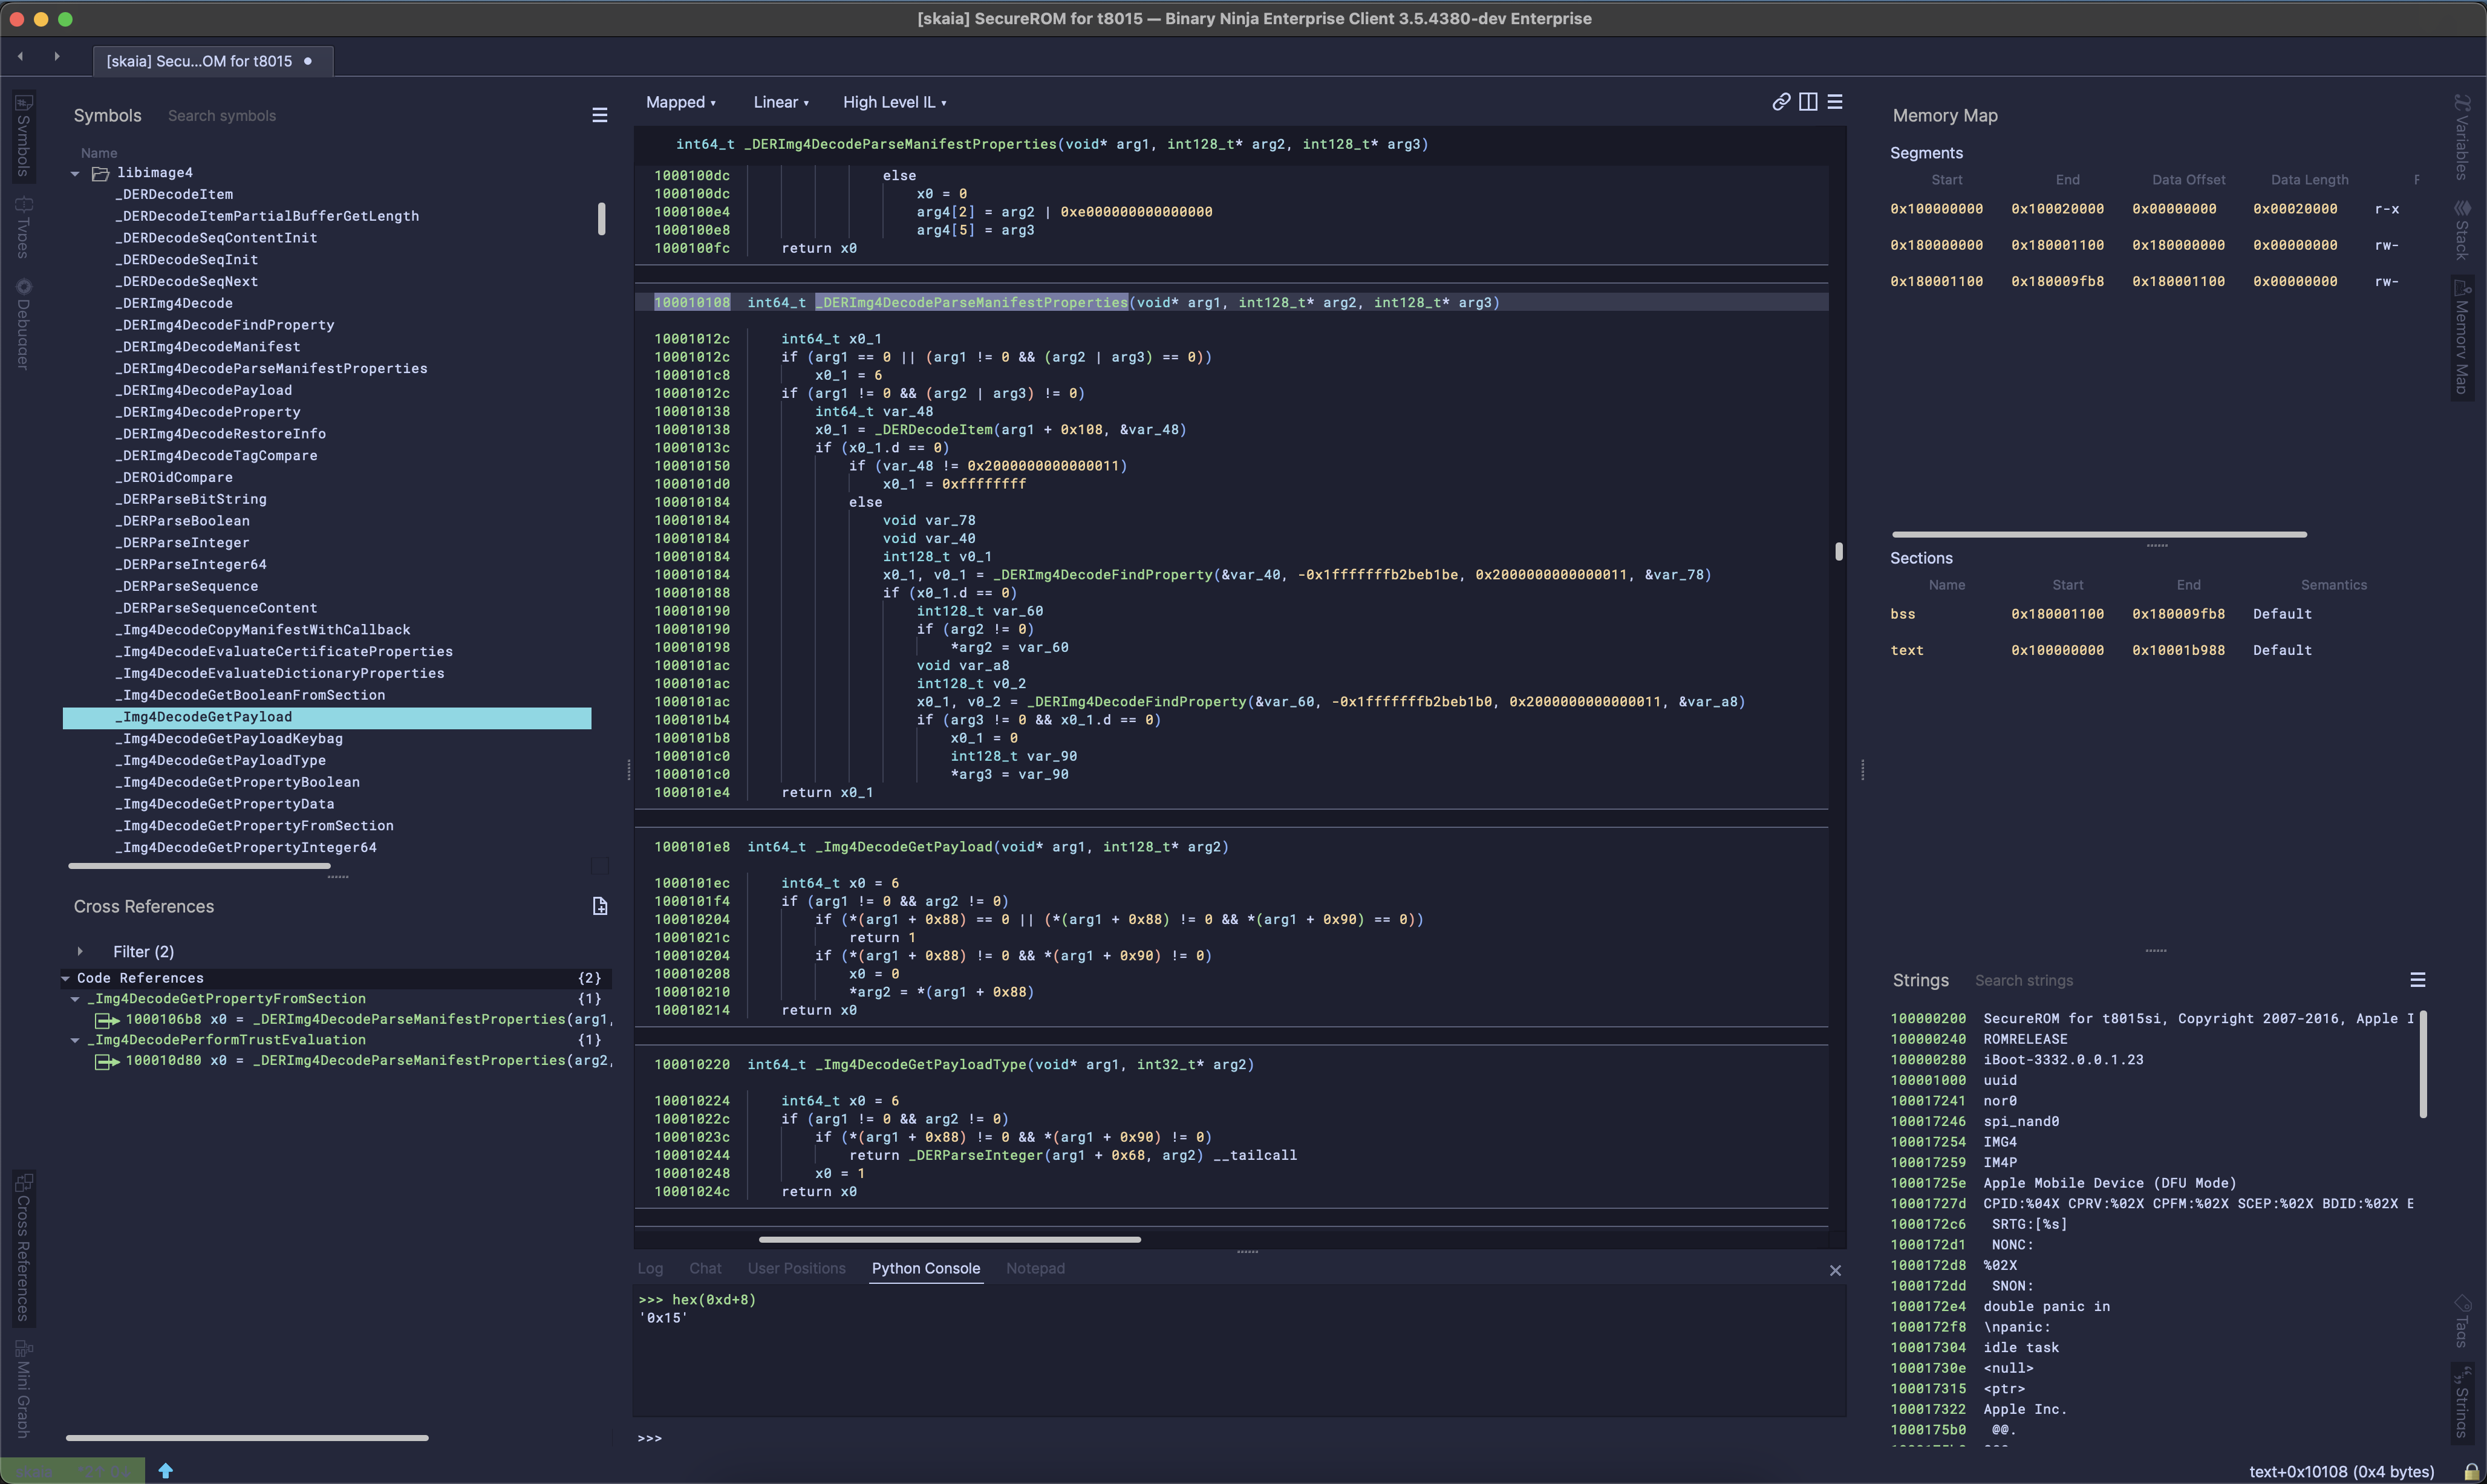 [skaia] SecureROM for t8015 — Binary Ninja Enterprise Client 3.5.4380-dev Enterprise
[skaia] Secu...OM for t8015
Symbols
Types
Debugger
Cross References
Mini Graph
Symbols Search symbols
Name
libimage4
_DERDecodeItem
_DERDecodeItemPartialBufferGetLength
_DERDecodeSeqContentInit
_DERDecodeSeqInit
_DERDecodeSeqNext
_DERImg4Decode
_DERImg4DecodeFindProperty
_DERImg4DecodeManifest
_DERImg4DecodeParseManifestProperties
_DERImg4DecodePayload
_DERImg4DecodeProperty
_DERImg4DecodeRestoreInfo
_DERImg4DecodeTagCompare
_DEROidCompare
_DERParseBitString
_DERParseBoolean
_DERParseInteger
_DERParseInteger64
_DERParseSequence
_DERParseSequenceContent
_Img4DecodeCopyManifestWithCallback
_Img4DecodeEvaluateCertificateProperties
_Img4DecodeEvaluateDictionaryProperties
_Img4DecodeGetBooleanFromSection
_Img4DecodeGetPayload
_Img4DecodeGetPayloadKeybag
_Img4DecodeGetPayloadType
_Img4DecodeGetPropertyBoolean
_Img4DecodeGetPropertyData
_Img4DecodeGetPropertyFromSection
_Img4DecodeGetPropertyInteger64
Cross References
Filter (2)
Code References {2}
_Img4DecodeGetPropertyFromSection {1}
1000106b8 x0 = _DERImg4DecodeParseManifestProperties(arg1,
_Img4DecodePerformTrustEvaluation {1}
100010d80 x0 = _DERImg4DecodeParseManifestProperties(arg2,
Mapped Linear High Level IL
int64_t _DERImg4DecodeParseManifestProperties(void* arg1, int128_t* arg2, int128_t* arg3)
1000100dc else
1000100dc x0 = 0
1000100e4 arg4[2] = arg2 | 0xe000000000000000
1000100e8 arg4[5] = arg3
1000100fc return x0
100010108 int64_t _DERImg4DecodeParseManifestProperties(void* arg1, int128_t* arg2, int128_t* arg3)
10001012c int64_t x0_1
10001012c if (arg1 == 0 || (arg1 != 0 && (arg2 | arg3) == 0))
1000101c8 x0_1 = 6
10001012c if (arg1 != 0 && (arg2 | arg3) != 0)
100010138 int64_t var_48
100010138 x0_1 = _DERDecodeItem(arg1 + 0x108, &var_48)
10001013c if (x0_1.d == 0)
100010150 if (var_48 != 0x2000000000000011)
1000101d0 x0_1 = 0xffffffff
100010184 else
100010184 void var_78
100010184 void var_40
100010184 int128_t v0_1
100010184 x0_1, v0_1 = _DERImg4DecodeFindProperty(&var_40, -0x1fffffffb2beb1be, 0x2000000000000011, &var_78)
100010188 if (x0_1.d == 0)
100010190 int128_t var_60
100010190 if (arg2 != 0)
100010198 *arg2 = var_60
1000101ac void var_a8
1000101ac int128_t v0_2
1000101ac x0_1, v0_2 = _DERImg4DecodeFindProperty(&var_60, -0x1fffffffb2beb1b0, 0x2000000000000011, &var_a8)
1000101b4 if (arg3 != 0 && x0_1.d == 0)
1000101b8 x0_1 = 0
1000101c0 int128_t var_90
1000101c0 *arg3 = var_90
1000101e4 return x0_1
1000101e8 int64_t _Img4DecodeGetPayload(void* arg1, int128_t* arg2)
1000101ec int64_t x0 = 6
1000101f4 if (arg1 != 0 && arg2 != 0)
100010204 if (*(arg1 + 0x88) == 0 || (*(arg1 + 0x88) != 0 && *(arg1 + 0x90) == 0))
10001021c return 1
100010204 if (*(arg1 + 0x88) != 0 && *(arg1 + 0x90) != 0)
100010208 x0 = 0
100010210 *arg2 = *(arg1 + 0x88)
100010214 return x0
100010220 int64_t _Img4DecodeGetPayloadType(void* arg1, int32_t* arg2)
100010224 int64_t x0 = 6
10001022c if (arg1 != 0 && arg2 != 0)
10001023c if (*(arg1 + 0x88) != 0 && *(arg1 + 0x90) != 0)
100010244 return _DERParseInteger(arg1 + 0x68, arg2) __tailcall
100010248 x0 = 1
10001024c return x0
Log Chat User Positions Python Console Notepad
>>> hex(0xd+8)
'0x15'
>>>
Memory Map
Segments
Start End Data Offset Data Length
0x100000000 0x100020000 0x00000000 0x00020000 r-x
0x180000000 0x180001100 0x180000000 0x00000000 rw-
0x180001100 0x180009fb8 0x180001100 0x00000000 rw-
Sections
Name Start End Semantics
bss 0x180001100 0x180009fb8 Default
text 0x100000000 0x10001b988 Default
Strings Search strings
100000200 SecureROM for t8015si, Copyright 2007-2016, Apple I
100000240 ROMRELEASE
100000280 iBoot-3332.0.0.1.23
100001000 uuid
100017241 nor0
100017246 spi_nand0
100017254 IMG4
100017259 IM4P
10001725e Apple Mobile Device (DFU Mode)
10001727d CPID:%04X CPRV:%02X CPFM:%02X SCEP:%02X BDID:%02X E
1000172c6 SRTG:[%s]
1000172d1 NONC:
1000172d8 %02X
1000172dd SNON:
1000172e4 double panic in
1000172f8 \npanic:
100017304 idle task
10001730e <null>
100017315 <ptr>
100017322 Apple Inc.
1000175b0 @@.
Variables
Stack
Memory Map
Tags
Strings
text+0x10108 (0x4 bytes)